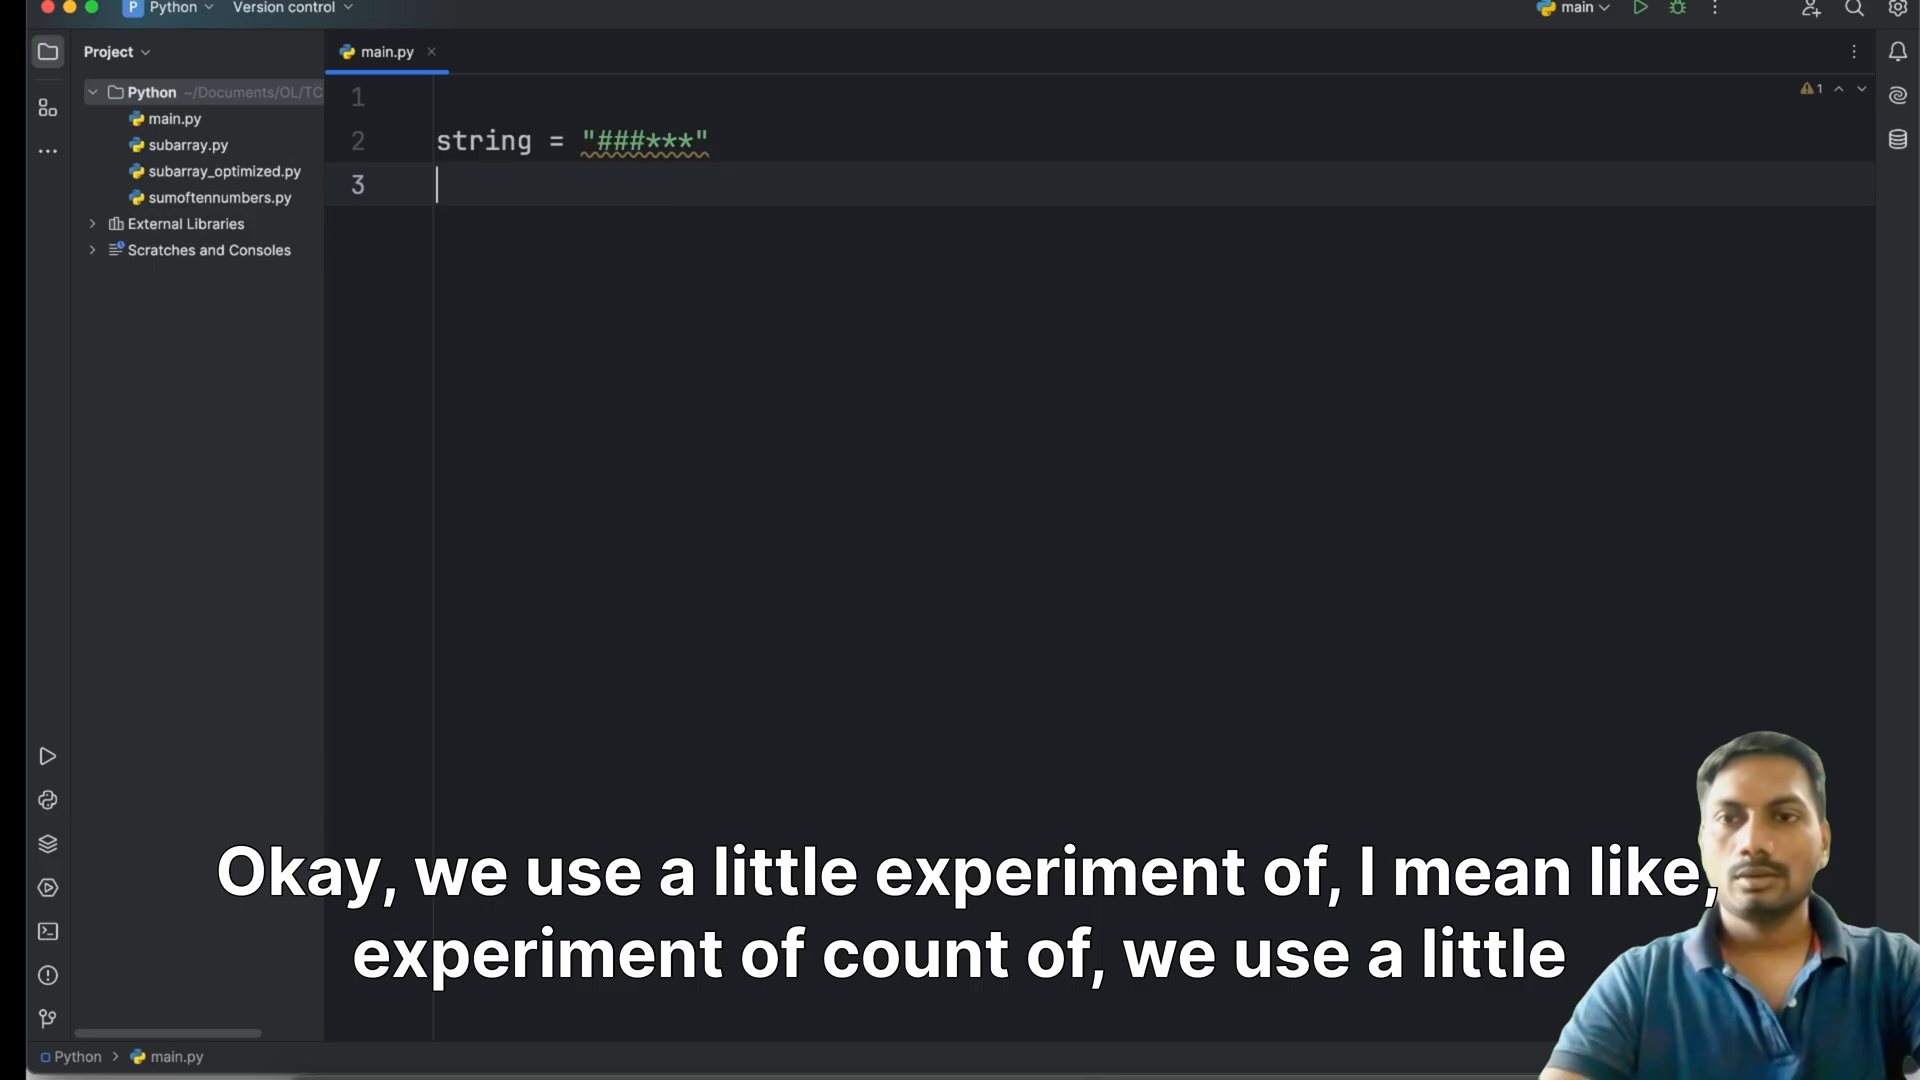 Python
Version control
main
Project
main.py
Python ~/Documents/OL/TC
main.py
subarray.py
subarray_optimized.py
sumoftennumbers.py
External Libraries
Scratches and Consoles
1
2 string = "###***"
3
1
Okay, we use a little experiment of, I mean like,
experiment of count of, we use a little
Python > main.py